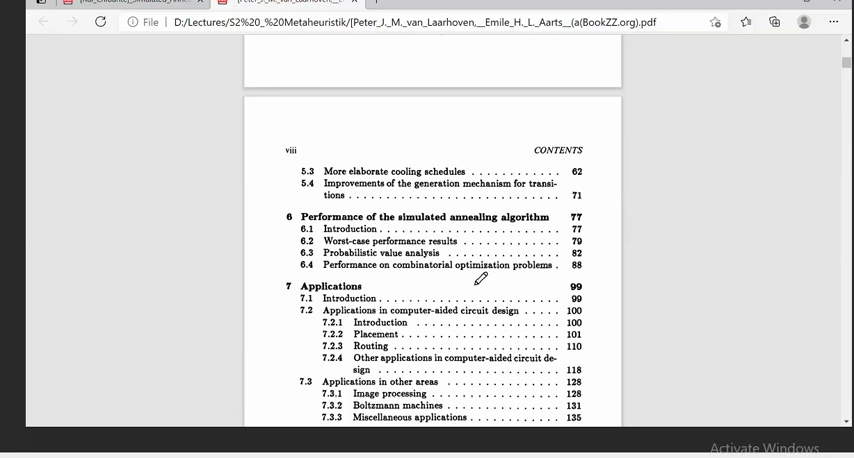 File D:/Lectures/S2%20_%20Metaheuristik/[Peter_J._M._van_Laarhoven,__Emile_H._L._Aarts__(a(BookZZ.org).pdf
viii CONTENTS
5.3 More elaborate cooling schedules . . . . . . . . . . . . 62
5.4 Improvements of the generation mechanism for transi-
tions . . . . . . . . . . . . . . . . . . . . . . . . . . . . 71
6 Performance of the simulated annealing algorithm 77
6.1 Introduction . . . . . . . . . . . . . . . . . . . . . . . . 77
6.2 Worst-case performance results . . . . . . . . . . . . . 79
6.3 Probabilistic value analysis . . . . . . . . . . . . . . . 82
6.4 Performance on combinatorial optimization problems . 88
7 Applications 99
7.1 Introduction . . . . . . . . . . . . . . . . . . . . . . . . 99
7.2 Applications in computer-aided circuit design . . . . . 100
7.2.1 Introduction . . . . . . . . . . . . . . . . . . . . 100
7.2.2 Placement . . . . . . . . . . . . . . . . . . . . . 101
7.2.3 Routing . . . . . . . . . . . . . . . . . . . . . . 110
7.2.4 Other applications in computer-aided circuit de-
sign . . . . . . . . . . . . . . . . . . . . . . . . 118
7.3 Applications in other areas . . . . . . . . . . . . . . . 128
7.3.1 Image processing . . . . . . . . . . . . . . . . . 128
7.3.2 Boltzmann machines . . . . . . . . . . . . . . . . 131
7.3.3 Miscellaneous applications . . . . . . . . . . . . 135
Activate Windows